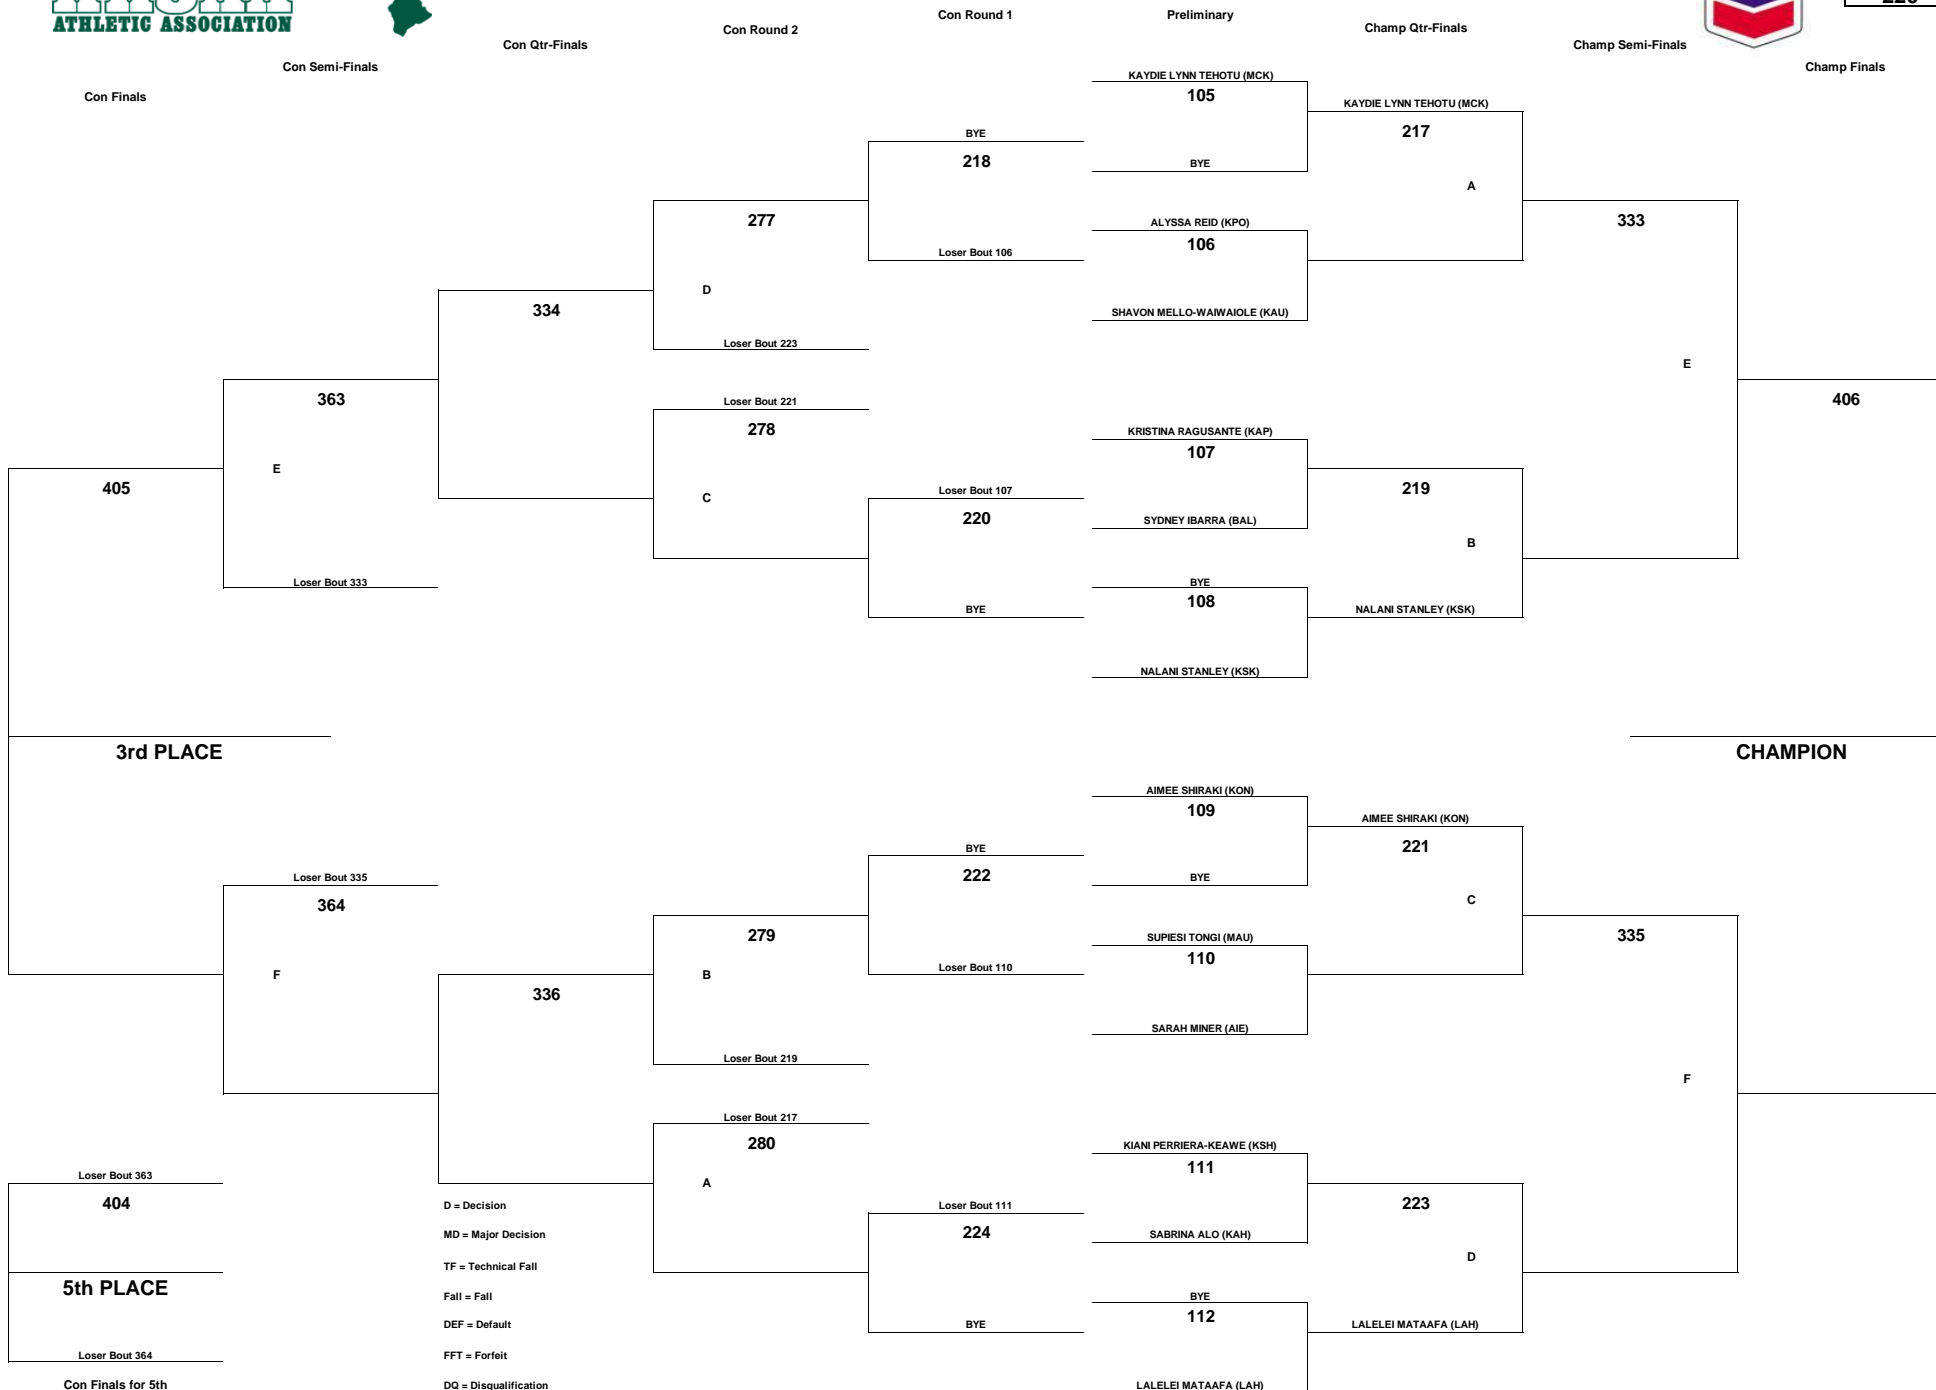 ATHLETIC ASSOCIATION
Con Round 1
Preliminary
Con Round 2
Champ Qtr-Finals
Con Qtr-Finals
Champ Semi-Finals
Con Semi-Finals
Champ Finals
Con Finals
KAYDIE LYNN TEHOTU (MCK)
105
KAYDIE LYNN TEHOTU (MCK)
BYE
217
218
BYE
A
277
ALYSSA REID (KPO)
333
106
Loser Bout 106
D
334
SHAVON MELLO-WAIWAIOLE (KAU)
Loser Bout 223
E
363
Loser Bout 221
406
278
KRISTINA RAGUSANTE (KAP)
107
E
405
C
Loser Bout 107
219
220
SYDNEY IBARRA (BAL)
B
Loser Bout 333
BYE
108
BYE
NALANI STANLEY (KSK)
NALANI STANLEY (KSK)
3rd PLACE
CHAMPION
AIMEE SHIRAKI (KON)
109
AIMEE SHIRAKI (KON)
BYE
221
Loser Bout 335
222
BYE
364
C
279
SUPIESI TONGI (MAU)
335
110
F
B
Loser Bout 110
336
SARAH MINER (AIE)
Loser Bout 219
F
Loser Bout 217
280
KIANI PERRIERA-KEAWE (KSH)
111
Loser Bout 363
A
404
D = Decision
Loser Bout 111
223
224
MD = Major Decision
SABRINA ALO (KAH)
D
TF = Technical Fall
5th PLACE
Fall = Fall
BYE
112
DEF = Default
BYE
LALELEI MATAAFA (LAH)
Loser Bout 364
FFT = Forfeit
Con Finals for 5th
DQ = Disqualification
LALELEI MATAAFA (LAH)